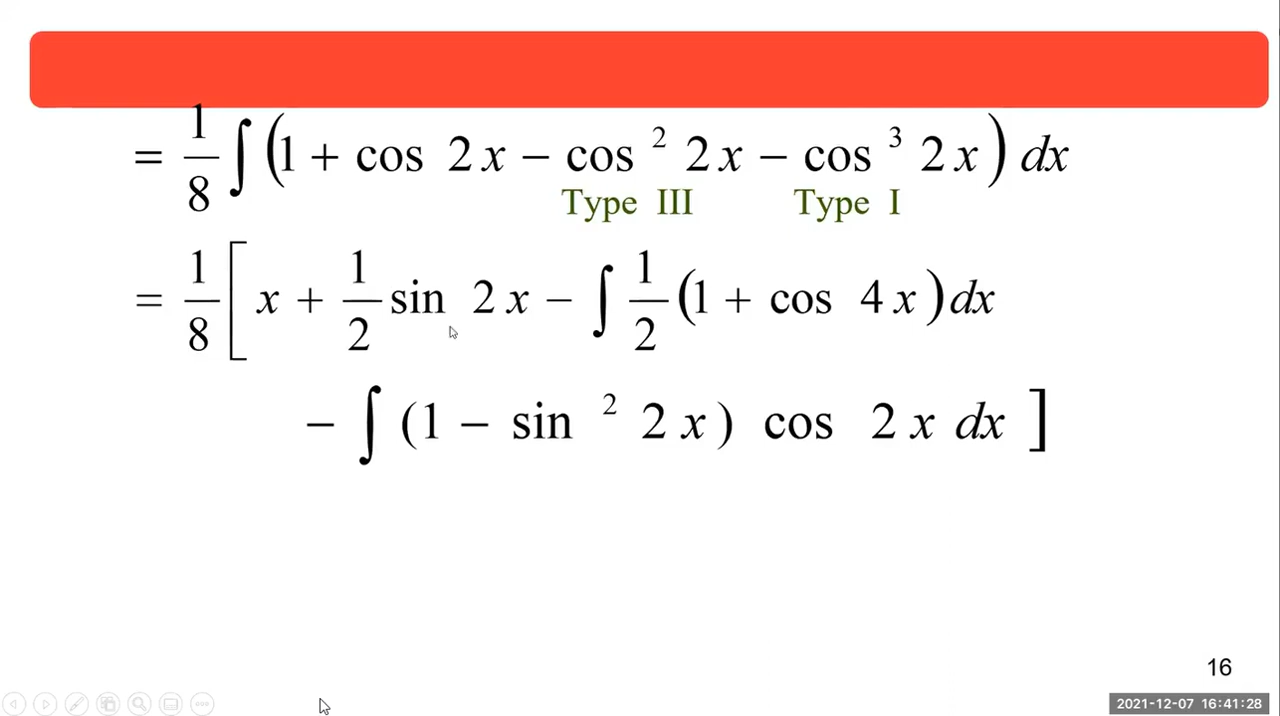 = 1/8 ∫ (1 + cos 2x − cos² 2x − cos³ 2x) dx
Type III Type I
= 1/8 [ x + 1/2 sin 2x − ∫ 1/2 (1 + cos 4x) dx
− ∫ (1 − sin² 2x) cos 2x dx ]
16
2021-12-07 16:41:28